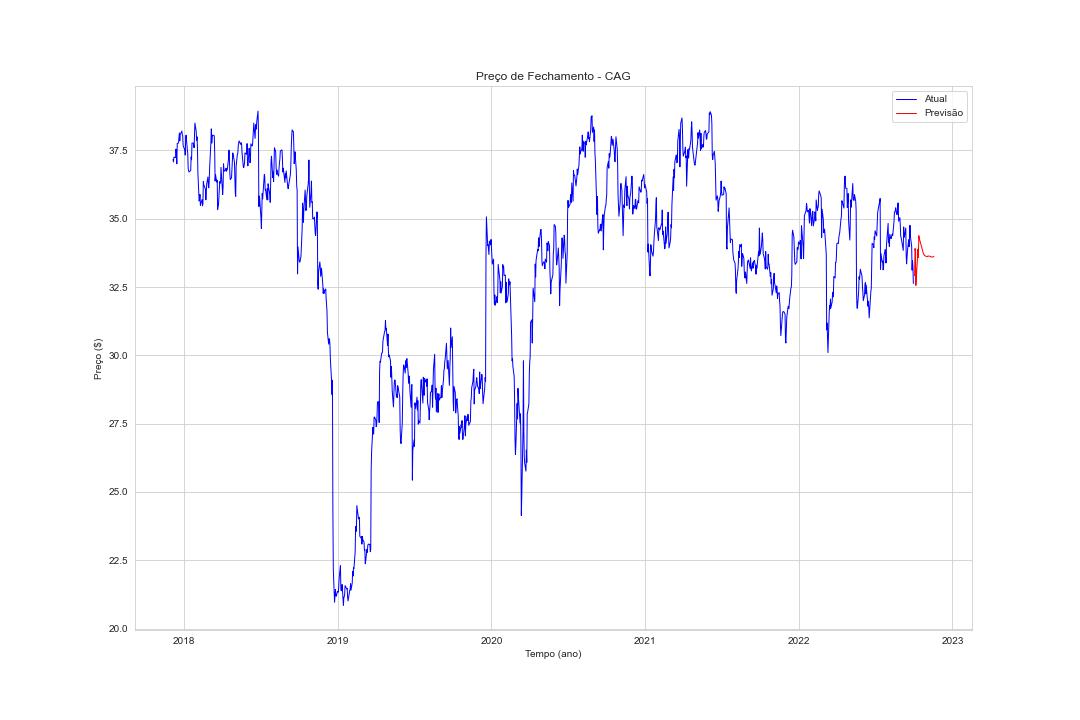 Preço de Fechamento - CAG
Atual
Previsão
37.5
35.0
32.5
30.0
27.5
25.0
22.5
20.0
Preço ($)
2018
2019
2020
2021
2022
2023
Tempo (ano)